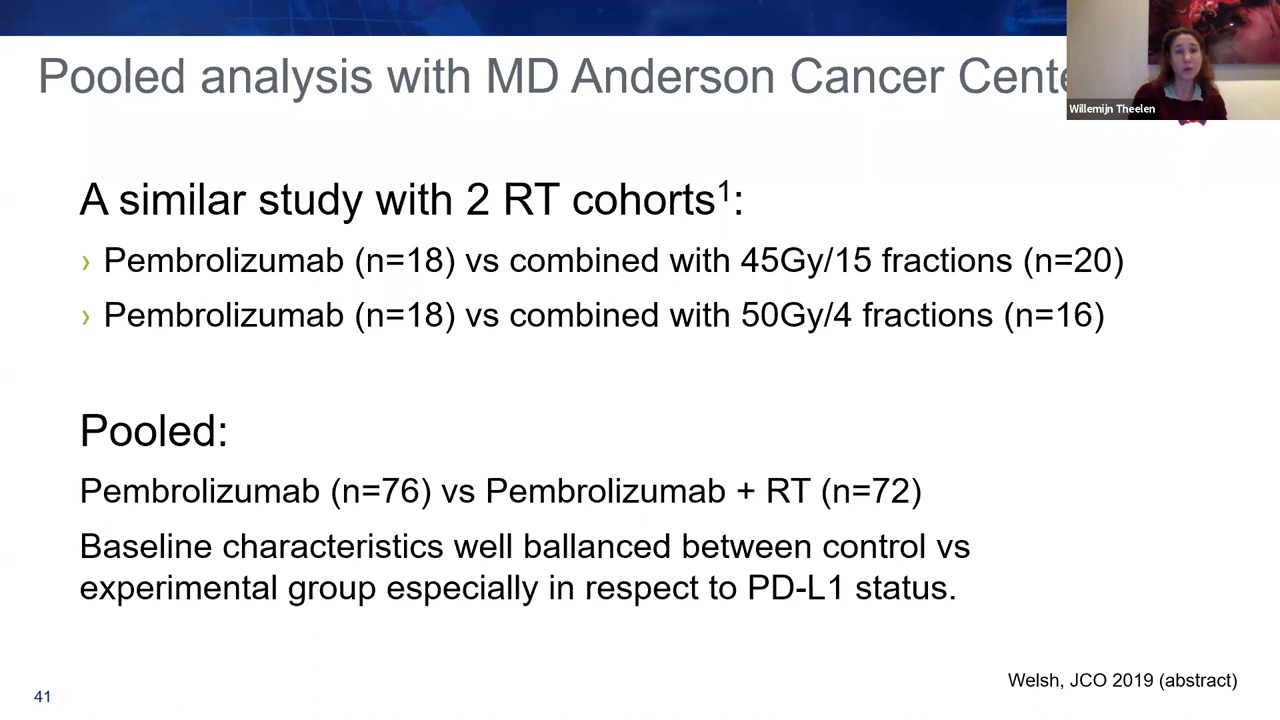 Pooled analysis with MD Anderson Cancer Cente
Willemijn Theelen
A similar study with 2 RT cohorts¹:
› Pembrolizumab (n=18) vs combined with 45Gy/15 fractions (n=20)
› Pembrolizumab (n=18) vs combined with 50Gy/4 fractions (n=16)
Pooled:
Pembrolizumab (n=76) vs Pembrolizumab + RT (n=72)
Baseline characteristics well ballanced between control vs
experimental group especially in respect to PD-L1 status.
Welsh, JCO 2019 (abstract)
41